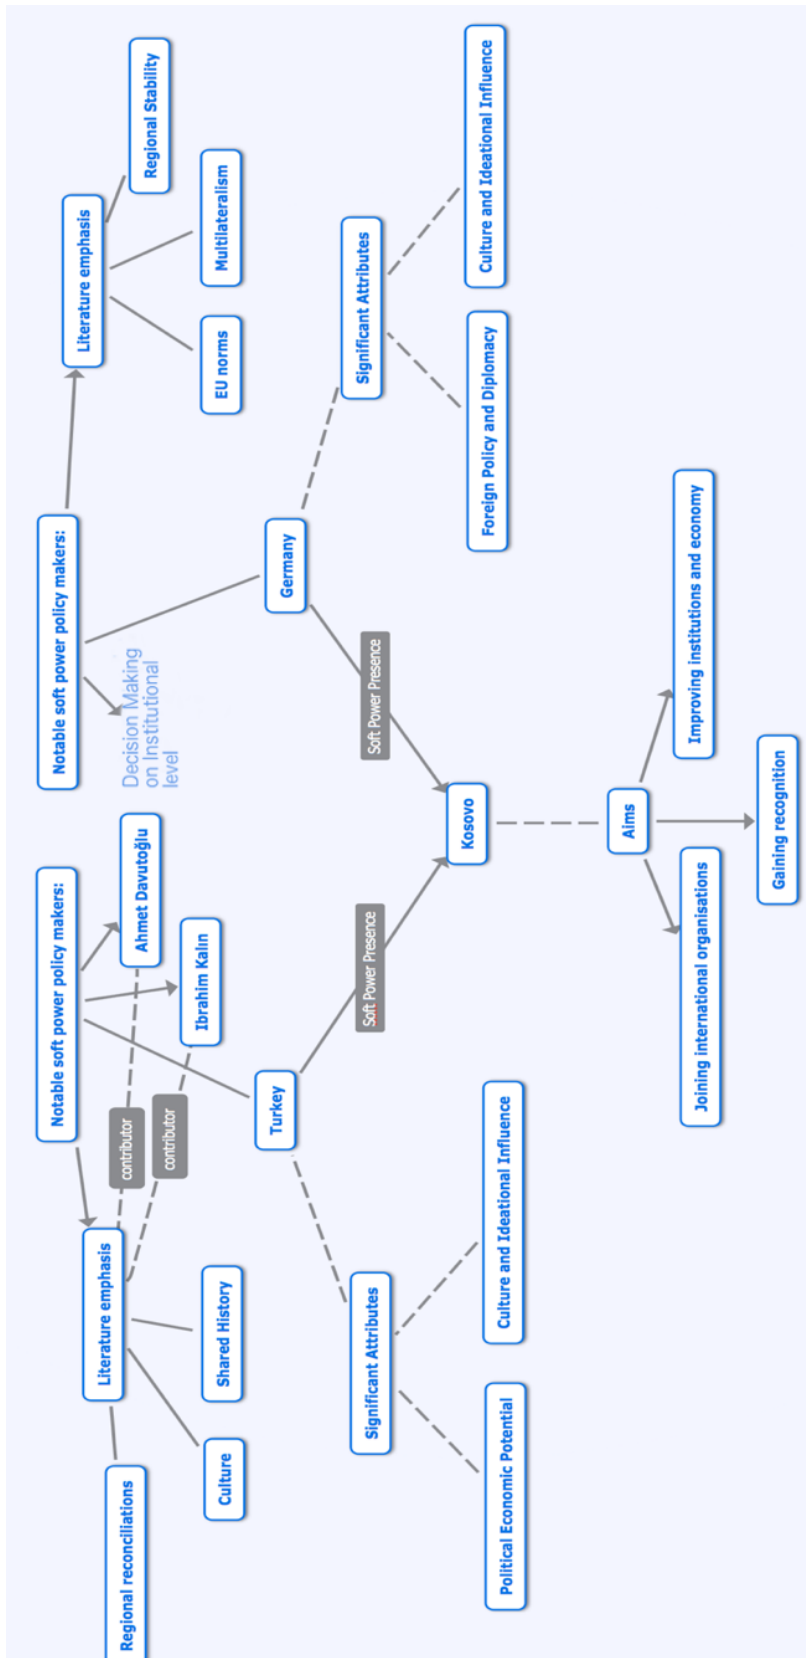 Notable soft power policy makers:
Notable soft power policy makers:
Literature emphasis
Literature emphasis
Regional reconciliations
contributor
Ahmet Davutoğlu
Decision Making
on Institutional
level
Regional Stability
contributor
Ibrahim Kalın
Culture
Shared History
EU norms
Multilateralism
Turkey
Germany
Significant Attributes
Soft Power Presence
Soft Power Presence
Significant Attributes
Kosovo
Political Economic Potential
Culture and Ideational Influence
Foreign Policy and Diplomacy
Culture and Ideational Influence
Aims
Joining international organisations
Improving institutions and economy
Gaining recognition